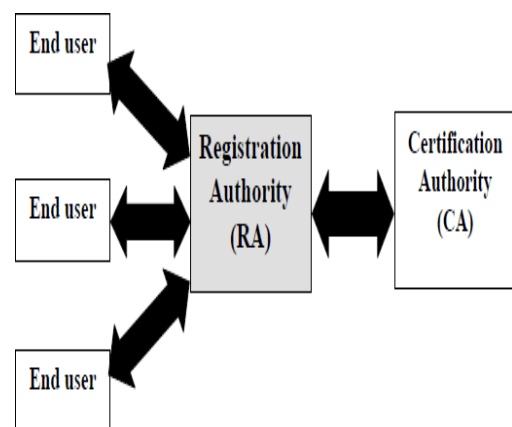 End user
End user
End user
Registration
Authority
(RA)
Certification
Authority
(CA)